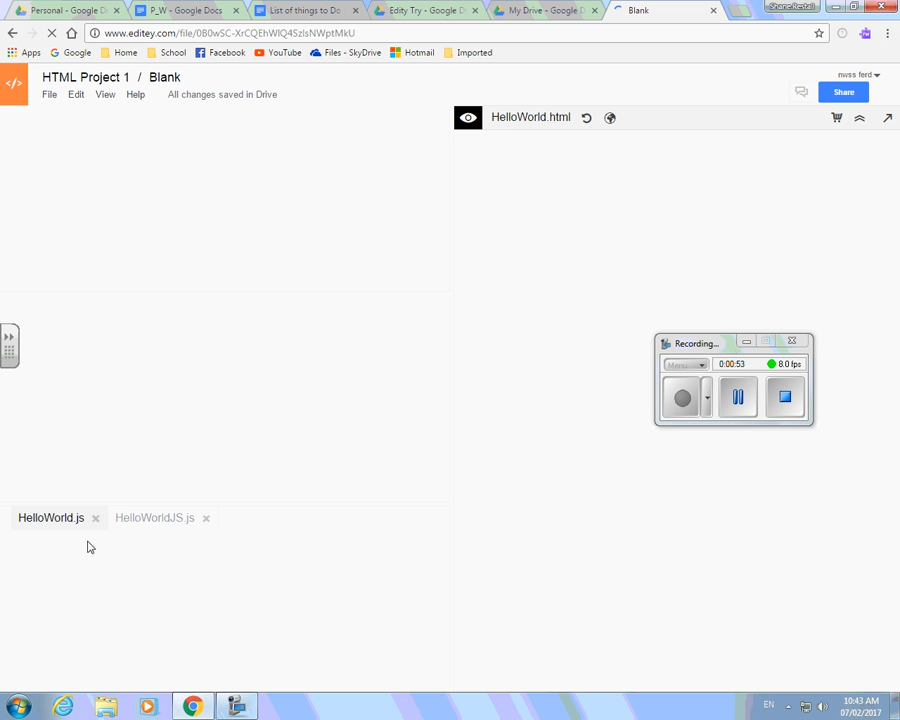 Personal - Google D
P_W - Google Docs
List of things to Do
Edity Try - Google D
My Drive - Google D
Blank
Shane.Restall
www.editey.com/file/0B0wSC-XrCQEhWlQ4SzlsNWptMkU
Apps
Google
Home
School
Facebook
YouTube
Files - SkyDrive
Hotmail
Imported
HTML Project 1 / Blank
nwss ferd
File Edit View Help All changes saved in Drive
Share
HelloWorld.html
Recording...
Menu
0:00:53
8.0 fps
HelloWorld.js
HelloWorldJS.js
EN
10:43 AM
07/02/2017